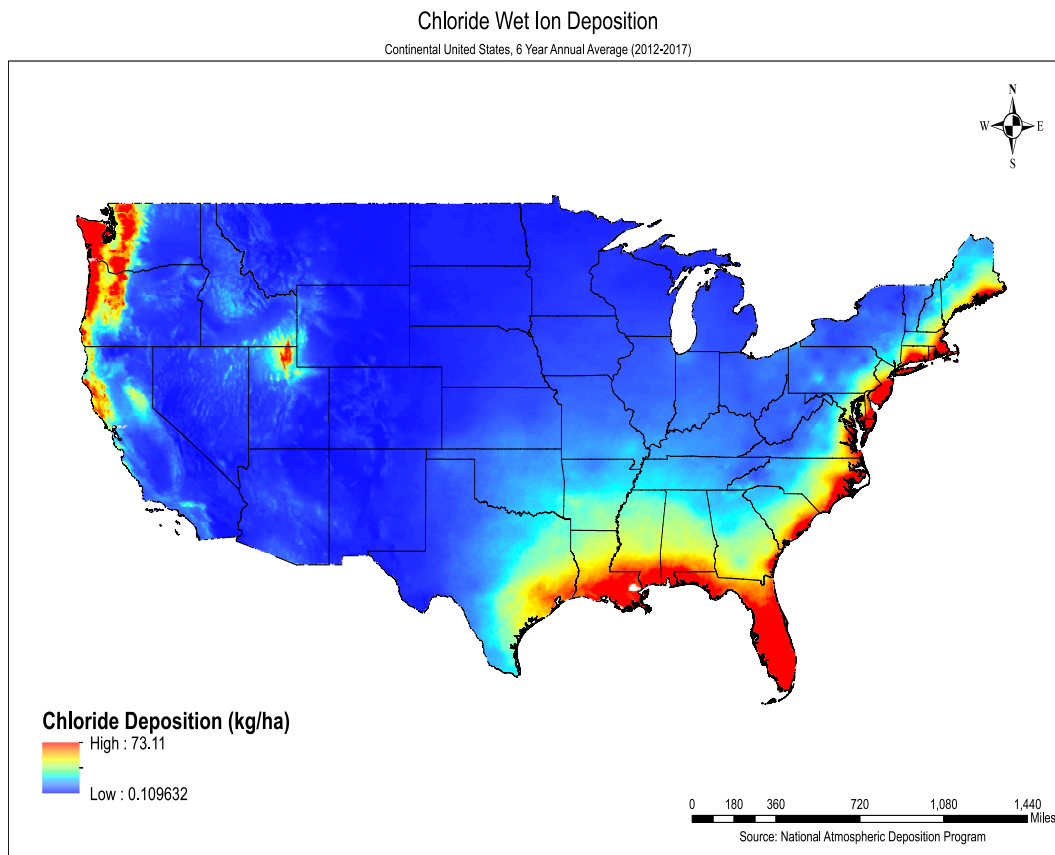 Chloride Wet Ion Deposition
Continental United States, 6 Year Annual Average (2012-2017)
N
W E
S
Chloride Deposition (kg/ha)
High : 73.11
Low : 0.109632
0 180 360 720 1,080 1,440
Miles
Source: National Atmospheric Deposition Program